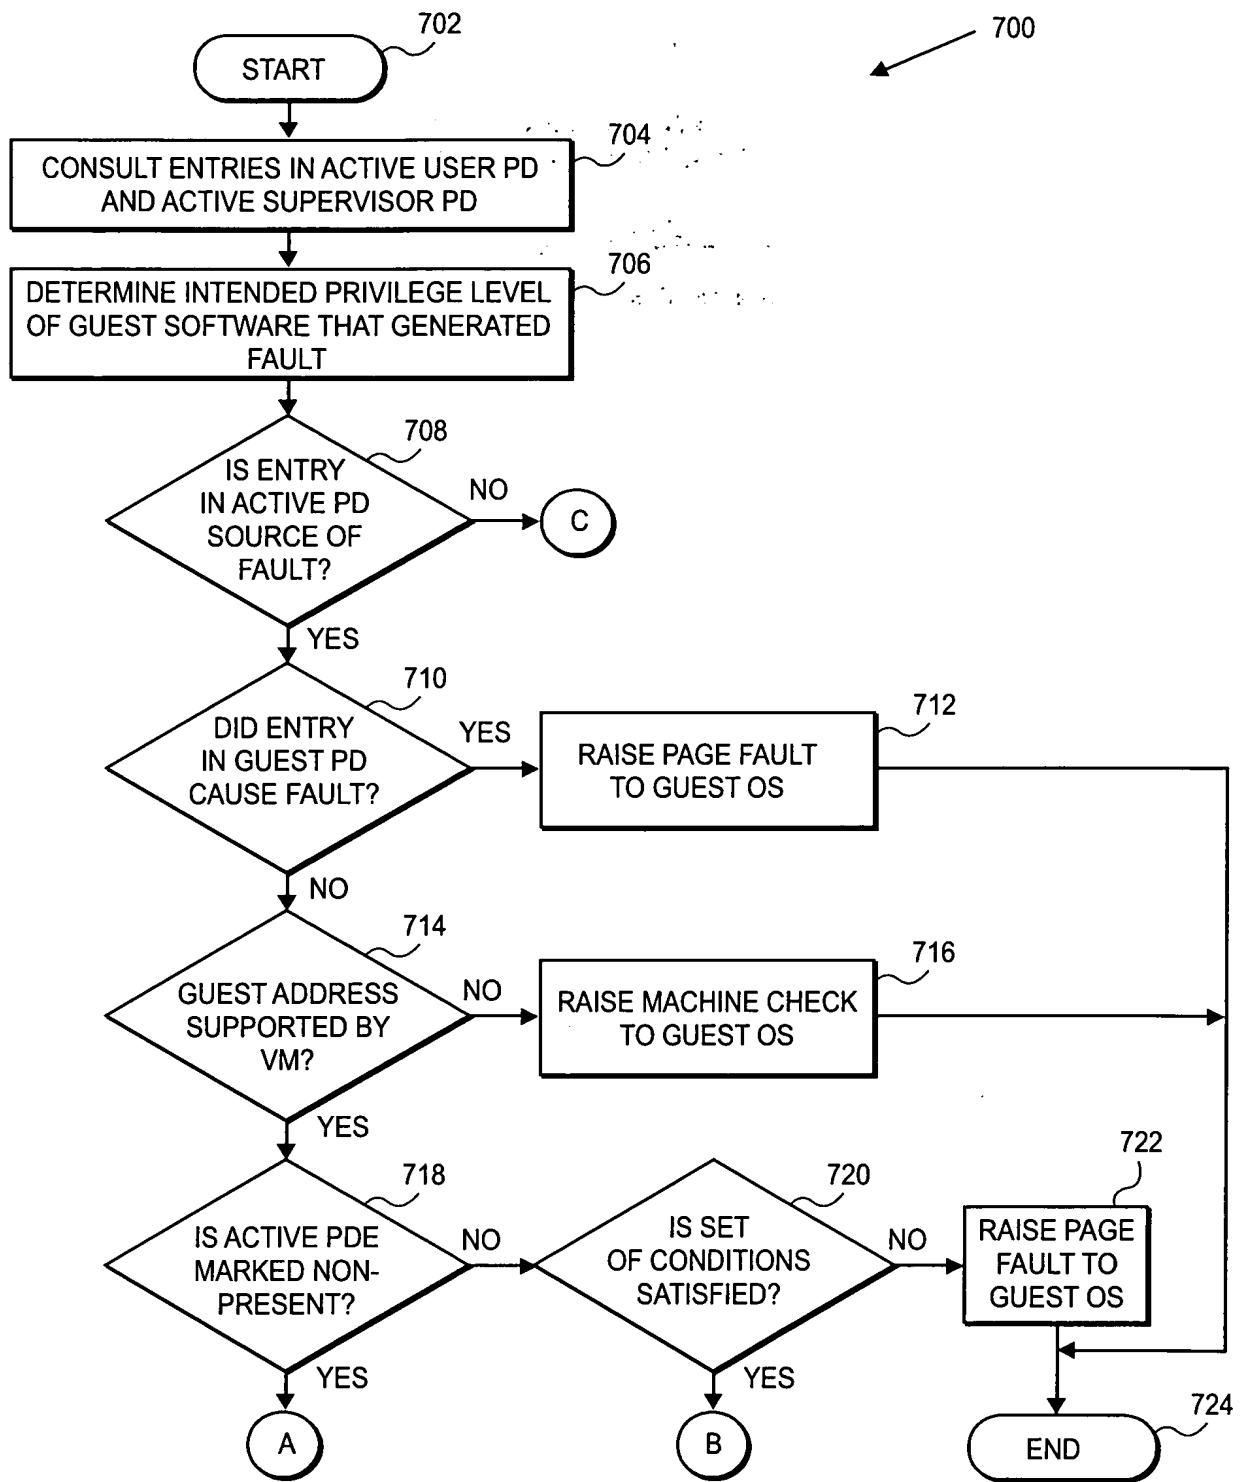 702
700
START
704
CONSULT ENTRIES IN ACTIVE USER PD
AND ACTIVE SUPERVISOR PD
706
DETERMINE INTENDED PRIVILEGE LEVEL
OF GUEST SOFTWARE THAT GENERATED
FAULT
708
IS ENTRY
IN ACTIVE PD
SOURCE OF
FAULT?
NO
C
YES
710
DID ENTRY
IN GUEST PD
CAUSE FAULT?
YES
712
RAISE PAGE FAULT
TO GUEST OS
NO
714
GUEST ADDRESS
SUPPORTED BY
VM?
NO
716
RAISE MACHINE CHECK
TO GUEST OS
YES
718
IS ACTIVE PDE
MARKED NON-
PRESENT?
NO
720
IS SET
OF CONDITIONS
SATISFIED?
NO
722
RAISE PAGE
FAULT TO
GUEST OS
YES
A
YES
B
724
END